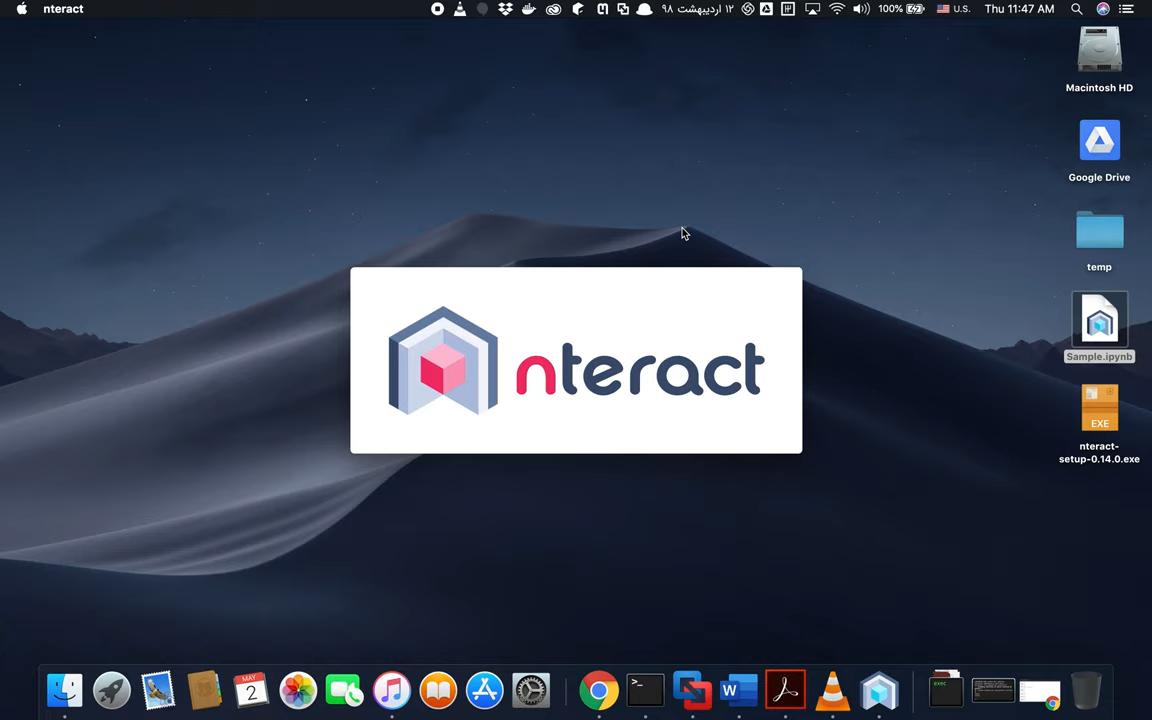 nteract
۱۲ اردیبهشت ۹۸
100%
U.S.
Thu 11:47 AM
Macintosh HD
Google Drive
temp
nteract
Sample.ipynb
EXE
nteract-
setup-0.14.0.exe
MAY
2
W
exec